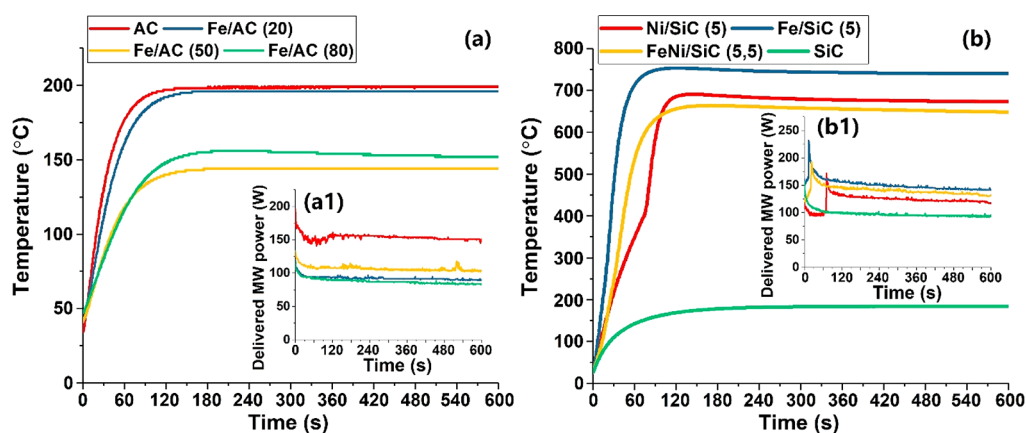 AC
Fe/AC (20)
Fe/AC (50)
Fe/AC (80)
(a)
Temperature (°C)
200
150
100
50
0
0 60 120 180 240 300 360 420 480 540 600
Time (s)
(a1)
Delivered MW power (W)
200
150
100
50
0
0 120 240 360 480 600
Time (s)
Ni/SiC (5)
Fe/SiC (5)
FeNi/SiC (5,5)
SiC
(b)
Temperature (°C)
800
700
600
500
400
300
200
100
0
0 60 120 180 240 300 360 420 480 540 600
Time (s)
(b1)
Delivered MW power (W)
250
200
150
100
50
0
0 120 240 360 480 600
Time (s)